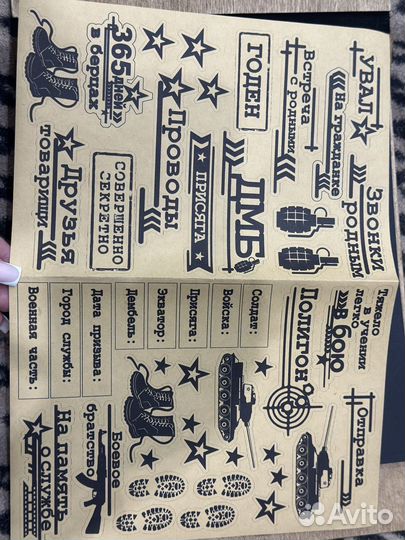 УВАЛ
На гражданке
Звонки
родным
Встреча
с родными
ГОДЕН
ДМБ
365
дней
в берцах
Проводы
ПРИСЯГА
СОВЕРШЕННО
СЕКРЕТНО
Друзья
товарищи
Тяжело
в учении
легко
в бою
Отправка
Полигон
Солдат:
Войска:
Присяга:
Экватор:
Дембель:
Дата призыва:
Город службы:
Военная часть:
Боевое
братство
На память
о службе
Avito